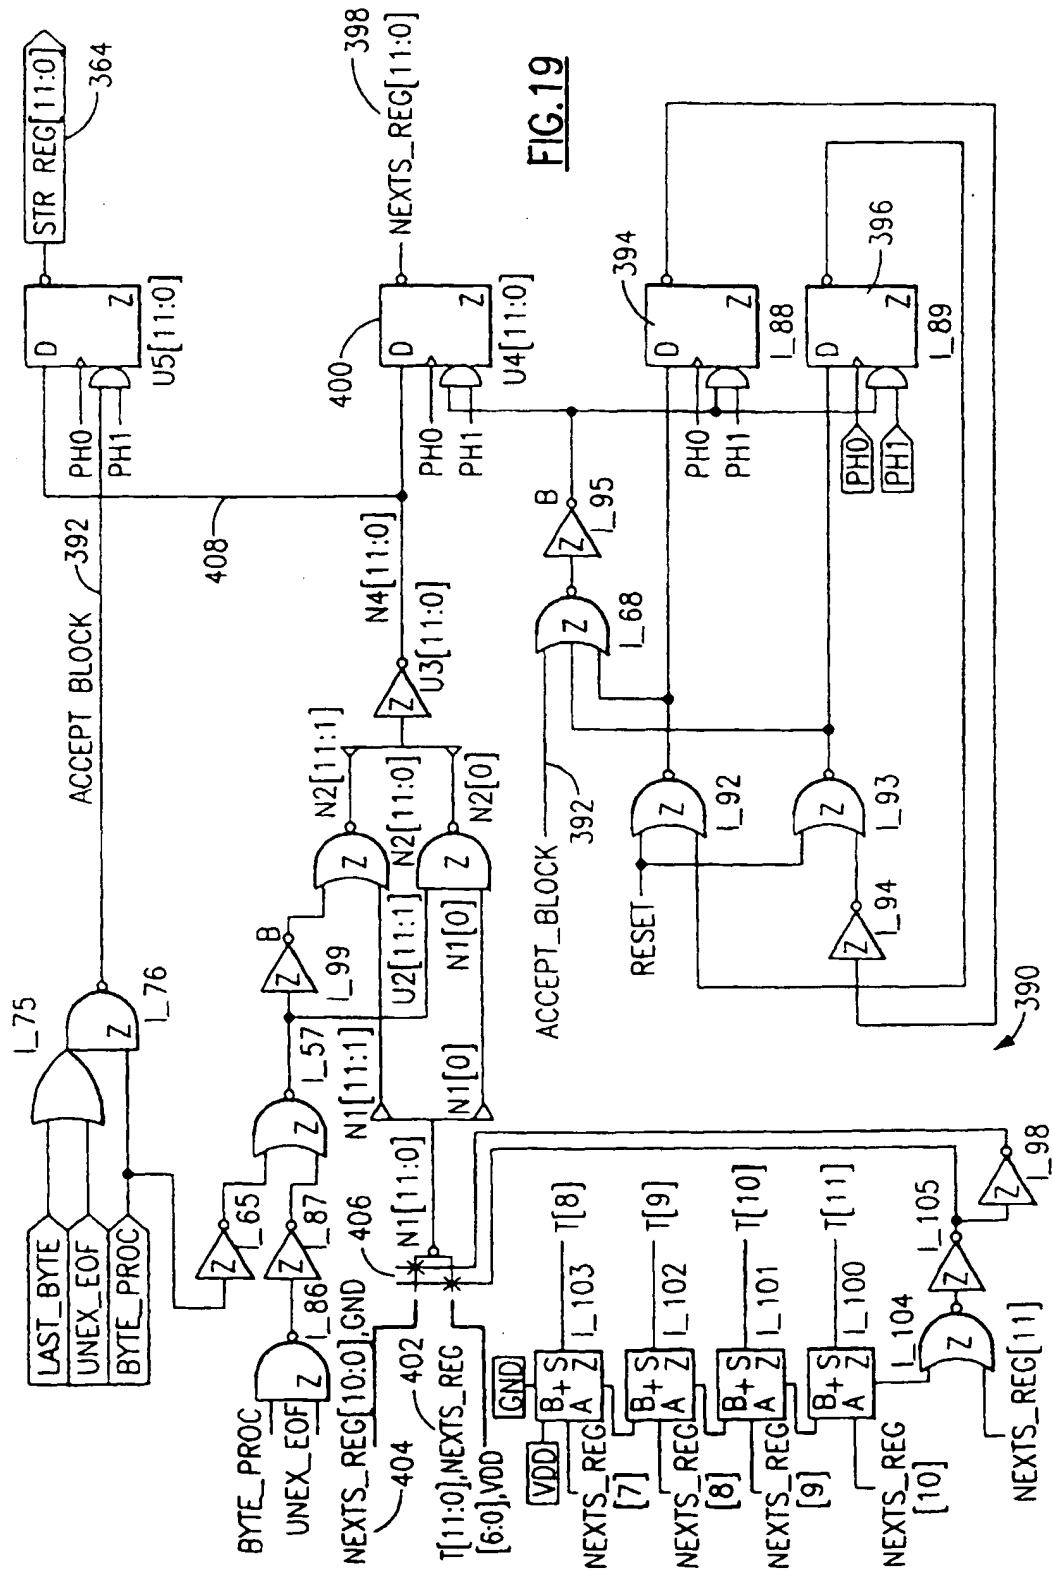 STR REG[11:0]
364
D
Z
PH0
PH1
U5[11:0]
ACCEPT BLOCK
392
408
NEXTS_REG[11:0]
398
400
D
Z
PH0
PH1
U4[11:0]
FIG.19
I_75
I_76
Z
LAST_BYTE
UNEX_EOF
BYTE_PROC
N4[11:0]
U3[11:0]
Z
N2[11:1]
N2[11:0]
N2[0]
Z
Z
B
Z
I_99
U2[11:1]
N1[0]
I_57
Z
N1[11:1]
N1[0]
I_65
Z
I_87
Z
I_86
Z
BYTE_PROC
UNEX_EOF
NEXTS_REG[10:0],GND
404
402
T[11:0],NEXTS_REG
[6:0],VDD
406
N1[11:0]
ACCEPT_BLOCK
392
Z
I_68
B
Z
I_95
394
D
Z
PH0
PH1
I_88
396
D
Z
PH0
PH1
I_89
RESET
Z
I_92
Z
I_93
Z
I_94
390
VDD
GND
B+S
A Z
I_103
T[8]
NEXTS_REG
[7]
B+S
A Z
I_102
T[9]
NEXTS_REG
[8]
B+S
A Z
I_101
T[10]
NEXTS_REG
[9]
B+S
A Z
I_100
T[11]
NEXTS_REG
[10]
I_104
Z
NEXTS_REG[11]
I_105
Z
I_98
Z